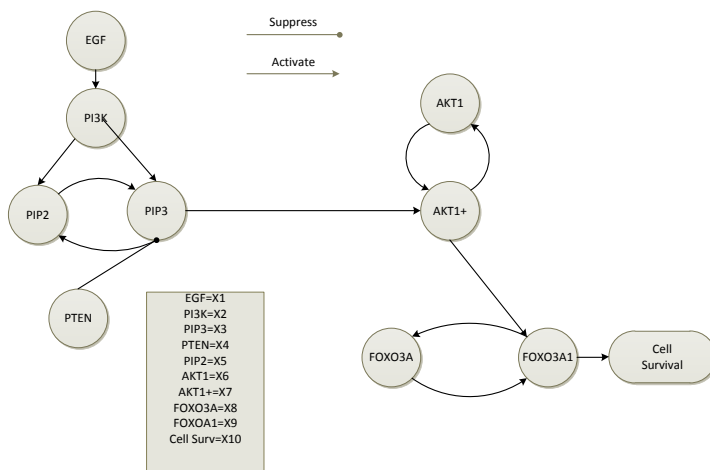 EGF
Suppress
Activate
PI3K
AKT1
PIP2
PIP3
AKT1+
PTEN
EGF=X1
PI3K=X2
PIP3=X3
PTEN=X4
PIP2=X5
AKT1=X6
AKT1+=X7
FOXO3A=X8
FOXOA1=X9
Cell Surv=X10
FOXO3A
FOXO3A1
Cell
Survival